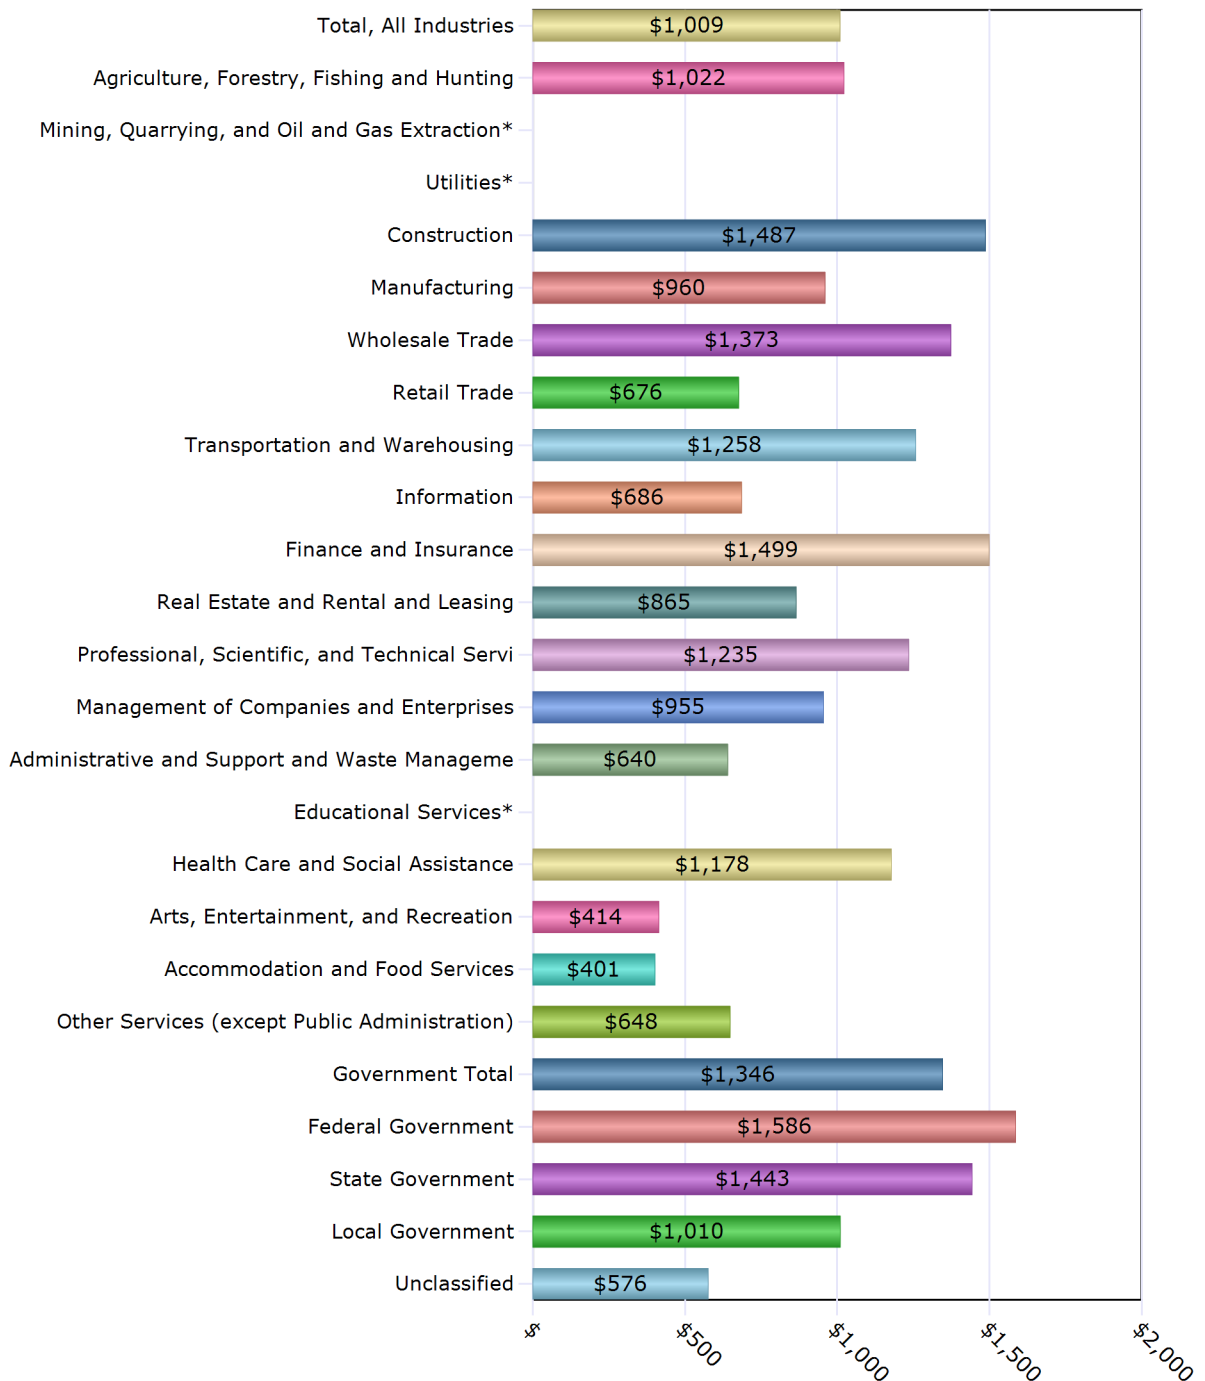 Total, All Industries $1,009
Agriculture, Forestry, Fishing and Hunting $1,022
Mining, Quarrying, and Oil and Gas Extraction*
Utilities*
Construction $1,487
Manufacturing $960
Wholesale Trade $1,373
Retail Trade $676
Transportation and Warehousing $1,258
Information $686
Finance and Insurance $1,499
Real Estate and Rental and Leasing $865
Professional, Scientific, and Technical Servi $1,235
Management of Companies and Enterprises $955
Administrative and Support and Waste Manageme $640
Educational Services*
Health Care and Social Assistance $1,178
Arts, Entertainment, and Recreation $414
Accommodation and Food Services $401
Other Services (except Public Administration) $648
Government Total $1,346
Federal Government $1,586
State Government $1,443
Local Government $1,010
Unclassified $576
$ $500 $1,000 $1,500 $2,000